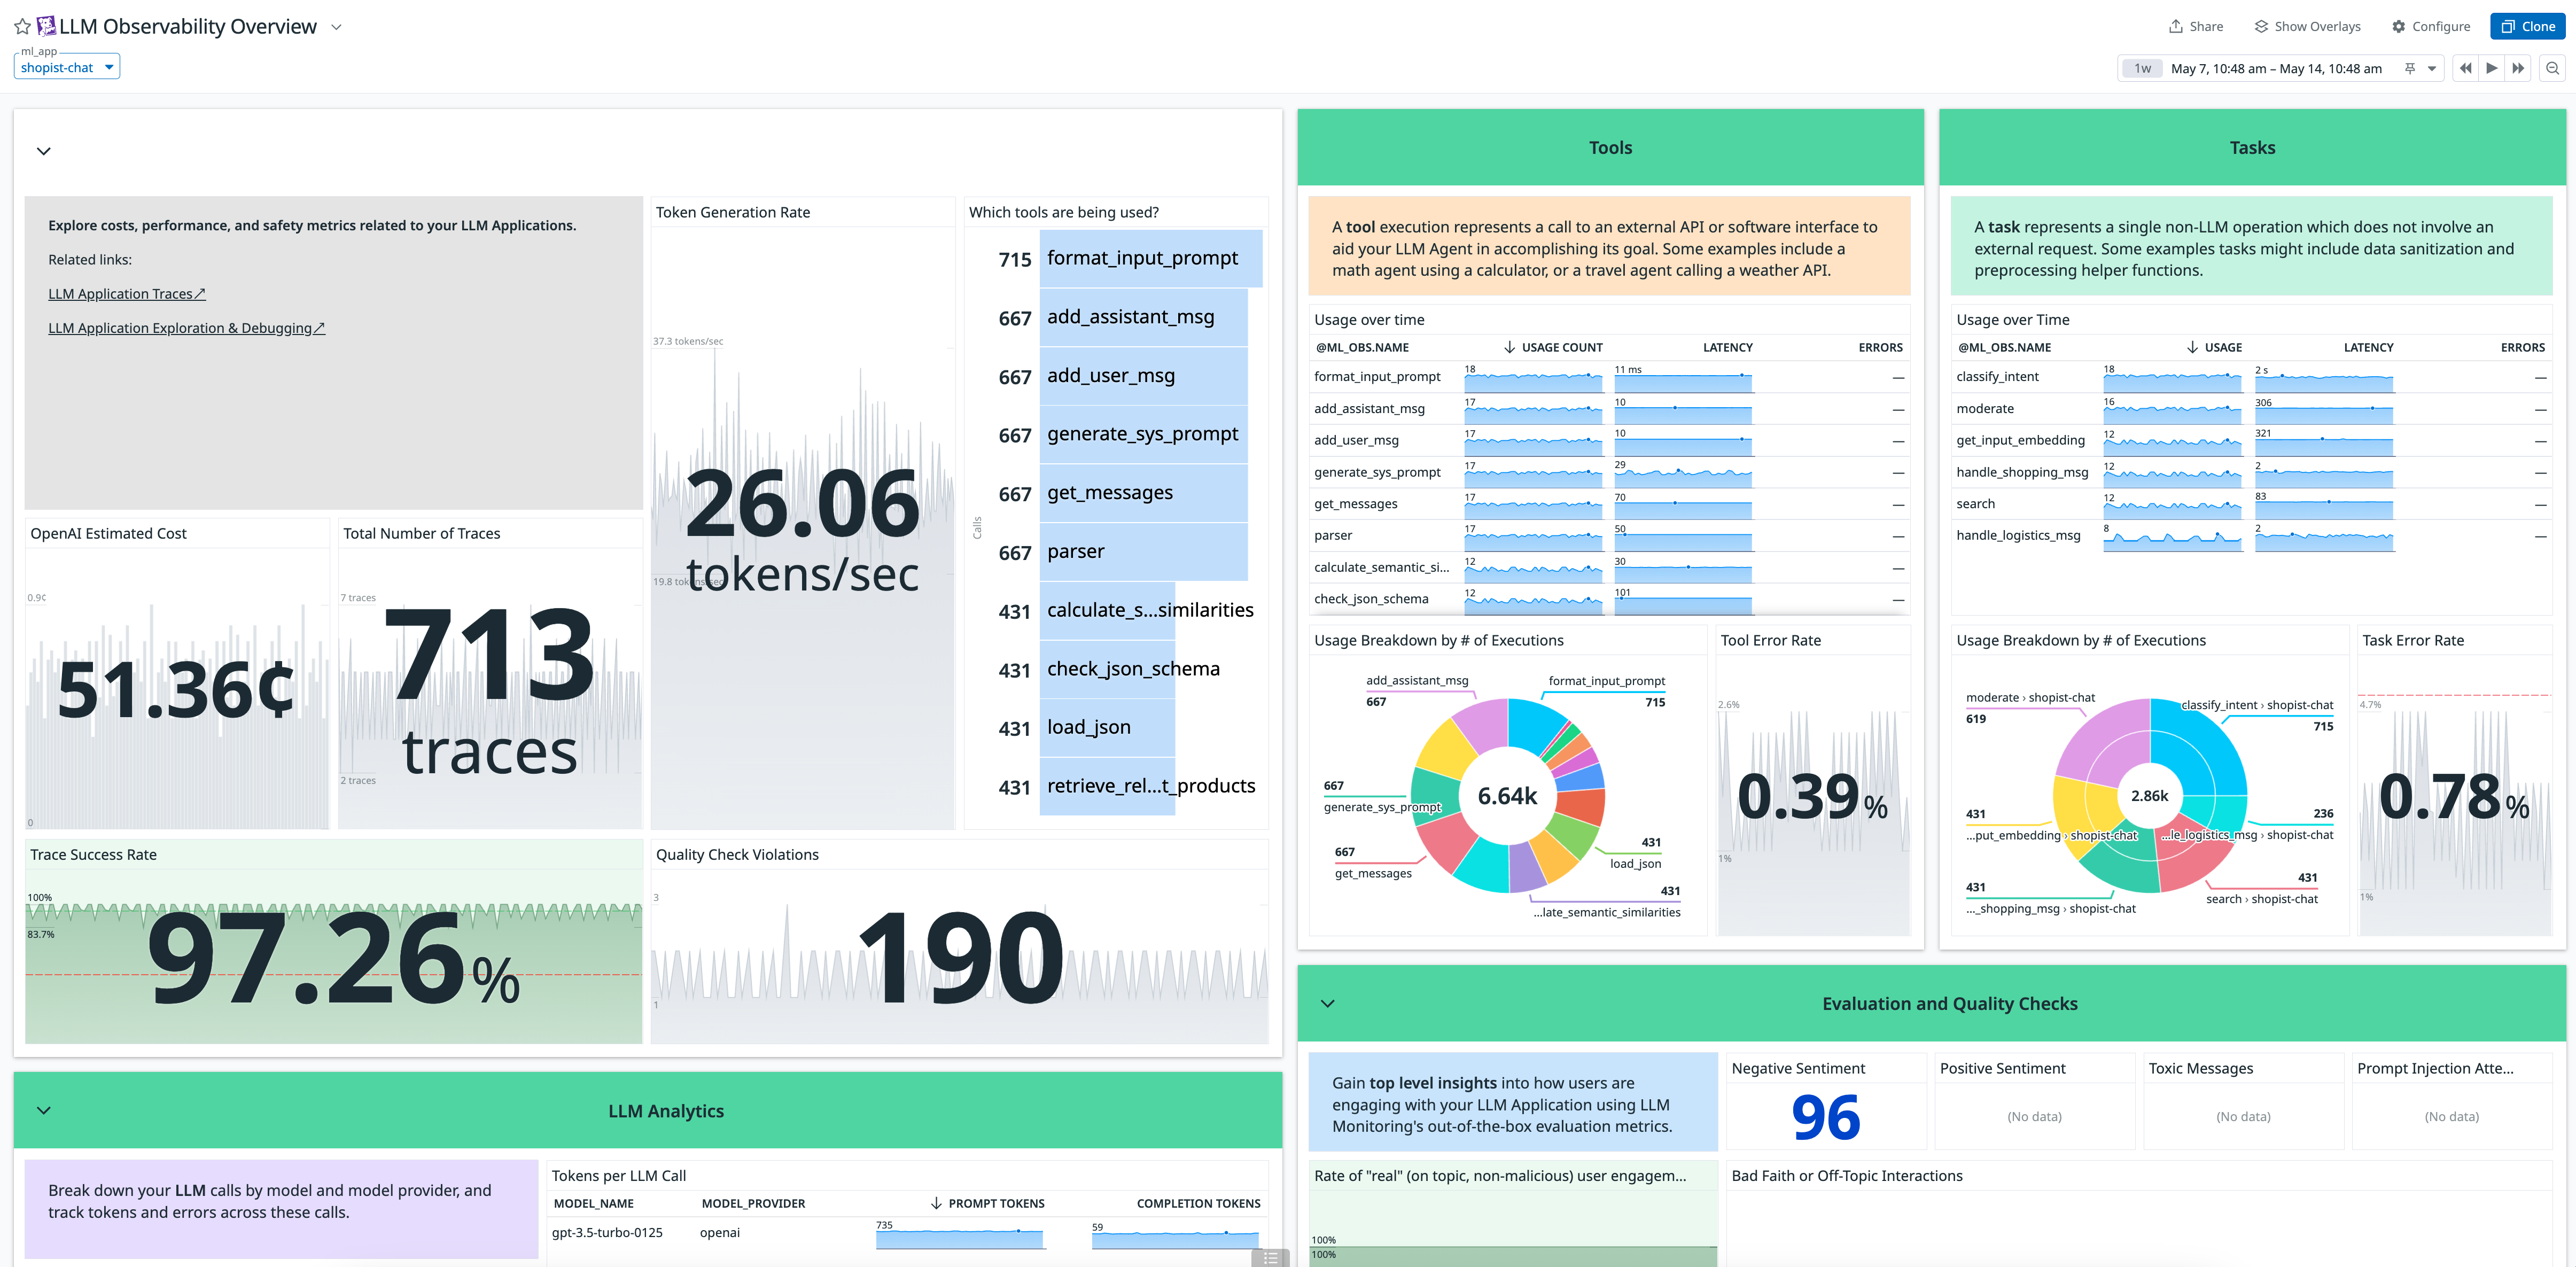 LLM Observability Overview
Share
Show Overlays
Configure
Clone
ml_app
shopist-chat
1w
May 7, 10:48 am – May 14, 10:48 am
Explore costs, performance, and safety metrics related to your LLM Applications.
Related links:
LLM Application Traces
LLM Application Exploration & Debugging
OpenAI Estimated Cost
0.9¢
51.36¢
0
Total Number of Traces
7 traces
713
traces
2 traces
Token Generation Rate
37.3 tokens/sec
26.06
tokens/sec
19.8 tokens/sec
Which tools are being used?
Calls
715 format_input_prompt
667 add_assistant_msg
667 add_user_msg
667 generate_sys_prompt
667 get_messages
667 parser
431 calculate_s...similarities
431 check_json_schema
431 load_json
431 retrieve_rel...t_products
Trace Success Rate
100%
83.7%
97.26%
Quality Check Violations
3
190
1
LLM Analytics
Break down your LLM calls by model and model provider, and
track tokens and errors across these calls.
Tokens per LLM Call
MODEL_NAME MODEL_PROVIDER PROMPT TOKENS COMPLETION TOKENS
gpt-3.5-turbo-0125 openai 735 59
Tools
A tool execution represents a call to an external API or software interface to
aid your LLM Agent in accomplishing its goal. Some examples include a
math agent using a calculator, or a travel agent calling a weather API.
Usage over time
@ML_OBS.NAME USAGE COUNT LATENCY ERRORS
format_input_prompt 18 11 ms —
add_assistant_msg 17 10 —
add_user_msg 17 10 —
generate_sys_prompt 17 29 —
get_messages 17 70 —
parser 17 50 —
calculate_semantic_si... 12 30 —
check_json_schema 12 101 —
Usage Breakdown by # of Executions
add_assistant_msg
667
format_input_prompt
715
6.64k
667
generate_sys_prompt
667
get_messages
431
load_json
431
...late_semantic_similarities
Tool Error Rate
2.6%
0.39%
1%
Tasks
A task represents a single non-LLM operation which does not involve an
external request. Some examples tasks might include data sanitization and
preprocessing helper functions.
Usage over Time
@ML_OBS.NAME USAGE LATENCY ERRORS
classify_intent 18 2 s —
moderate 16 306 —
get_input_embedding 12 321 —
handle_shopping_msg 12 2 —
search 12 83 —
handle_logistics_msg 8 2 —
Usage Breakdown by # of Executions
moderate › shopist-chat
619
classify_intent › shopist-chat
715
2.86k
431
...put_embedding › shopist-chat
236
...le_logistics_msg › shopist-chat
431
..._shopping_msg › shopist-chat
431
search › shopist-chat
Task Error Rate
4.7%
0.78%
1%
Evaluation and Quality Checks
Gain top level insights into how users are
engaging with your LLM Application using LLM
Monitoring's out-of-the-box evaluation metrics.
Negative Sentiment
96
Positive Sentiment
(No data)
Toxic Messages
(No data)
Prompt Injection Atte...
(No data)
Rate of "real" (on topic, non-malicious) user engagem...
100%
100%
Bad Faith or Off-Topic Interactions